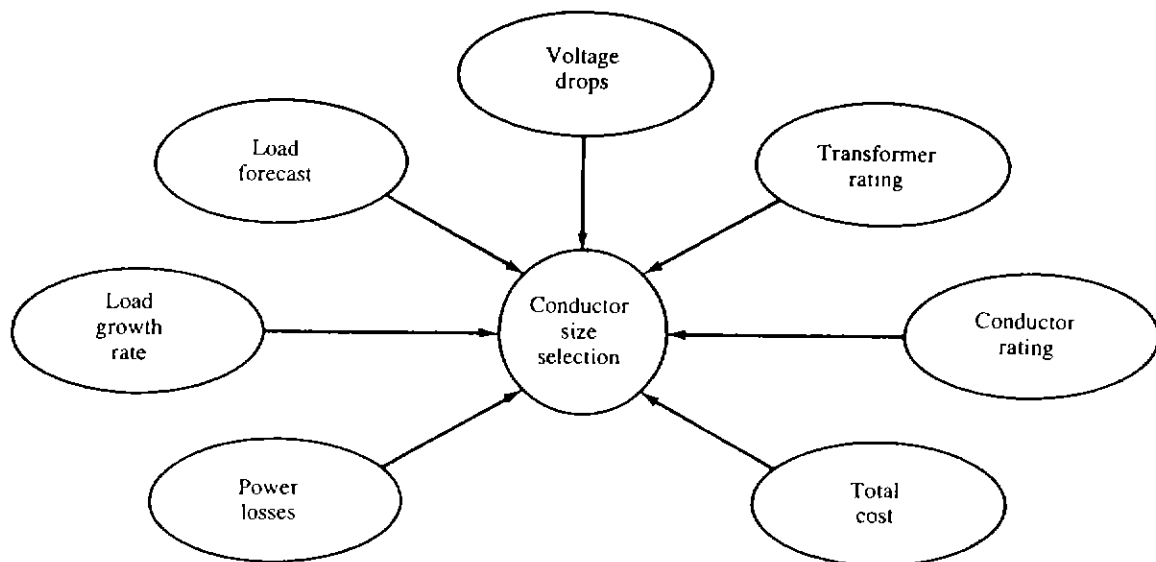 Voltage
drops
Load
forecast
Transformer
rating
Load
growth
rate
Conductor
size
selection
Conductor
rating
Power
losses
Total
cost